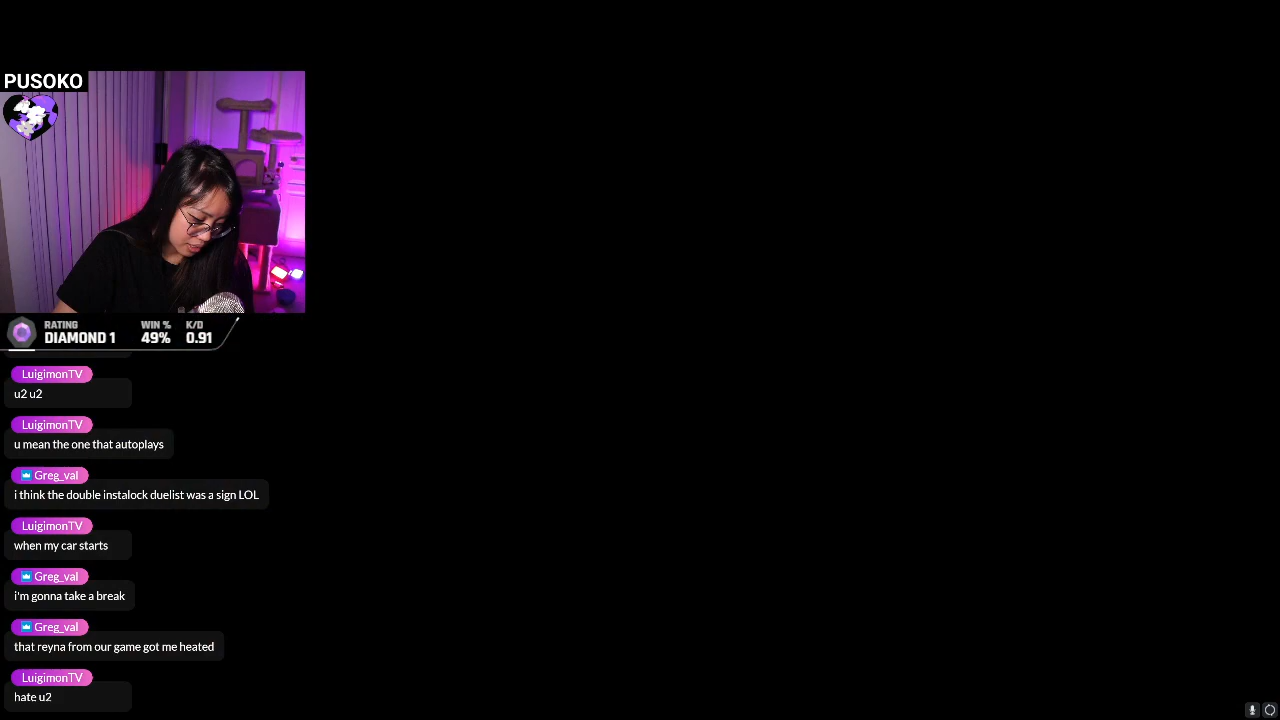 PUSOKO
RATING WIN % K/D
DIAMOND 1 49% 0.91
LuigimonTV
u2 u2
LuigimonTV
u mean the one that autoplays
Greg_val
i think the double instalock duelist was a sign LOL
LuigimonTV
when my car starts
Greg_val
i'm gonna take a break
Greg_val
that reyna from our game got me heated
LuigimonTV
hate u2